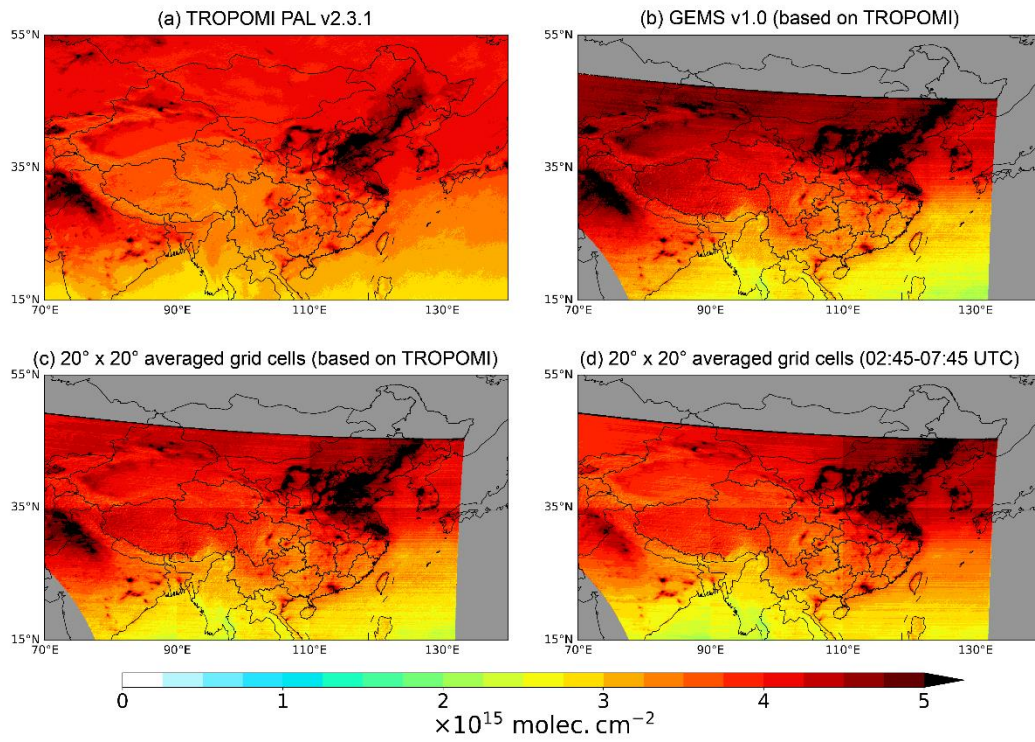 (a) TROPOMI PAL v2.3.1
(b) GEMS v1.0 (based on TROPOMI)
55°N
35°N
15°N
70°E 90°E 110°E 130°E
55°N
35°N
15°N
70°E 90°E 110°E 130°E
(c) 20° x 20° averaged grid cells (based on TROPOMI)
(d) 20° x 20° averaged grid cells (02:45-07:45 UTC)
55°N
35°N
15°N
70°E 90°E 110°E 130°E
55°N
35°N
15°N
70°E 90°E 110°E 130°E
0 1 2 3 4 5
×10¹⁵ molec. cm⁻²